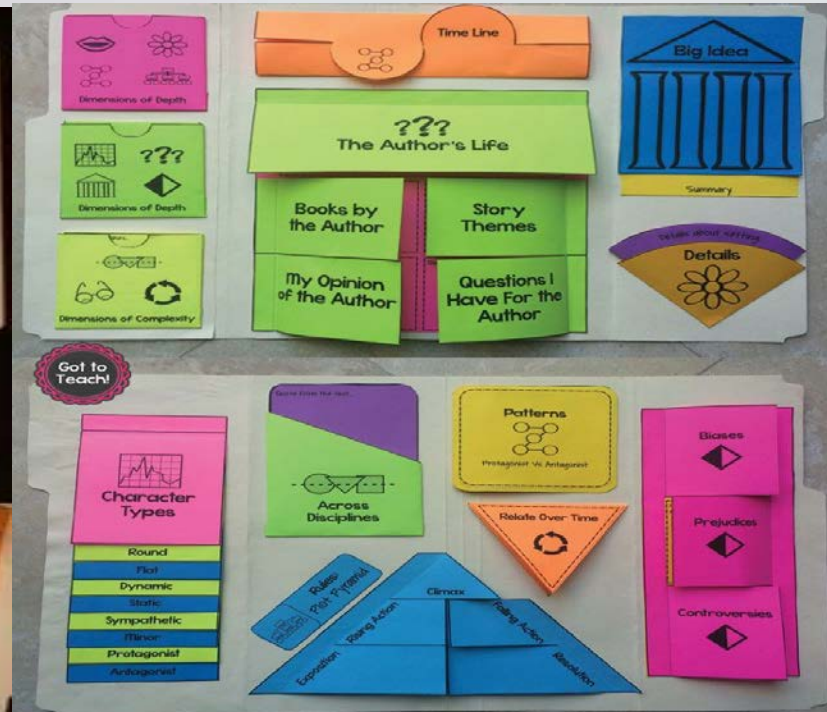 Dimensions of Depth
???
Dimensions of Depth
Dimensions of Complexity
Time Line
???
The Author's Life
Books by
the Author
Story
Themes
My Opinion
of the Author
Questions I
Have For the
Author
Big Idea
Summary
Details about setting
Details
Got to
Teach!
Character
Types
Round
Flat
Dynamic
Static
Sympathetic
Minor
Protagonist
Antagonist
Quote from the text...
Across
Disciplines
Patterns
Protagonist Vs Antagonist
Relate Over Time
Rules:
Plot Pyramid
Climax
Rising Action
Falling Action
Exposition
Resolution
Biases
Prejudices
Controversies